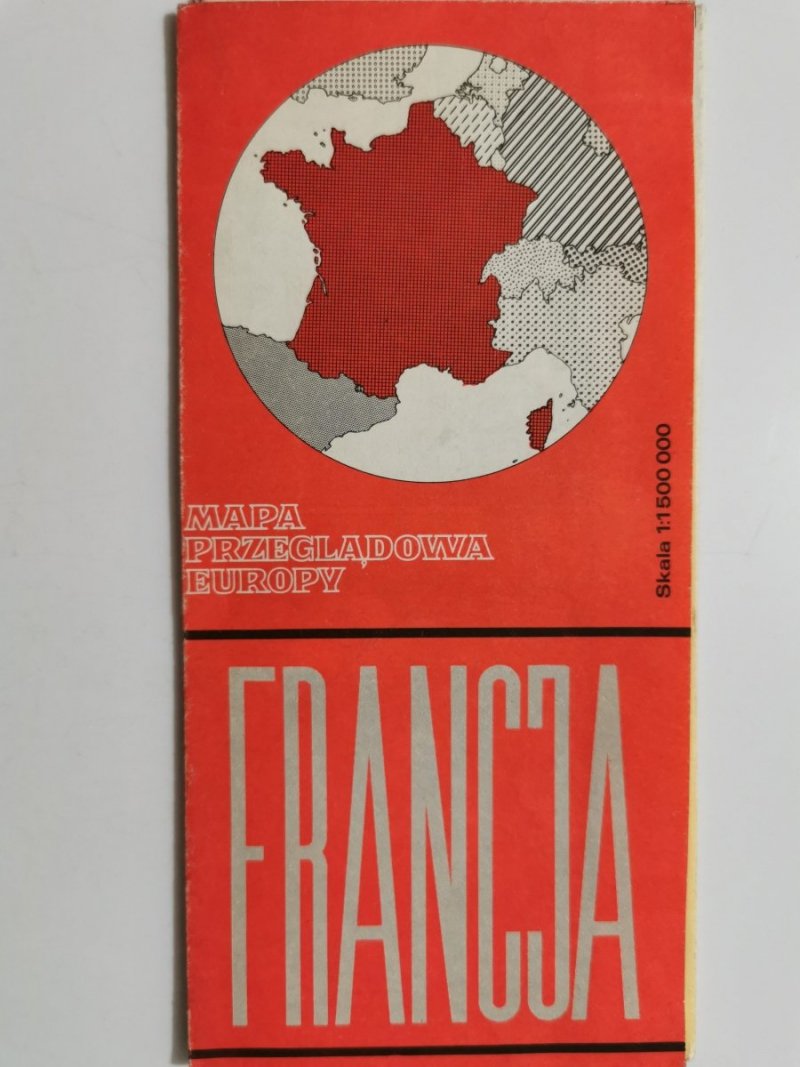 MAPA
PRZEGLĄDOWA
EUROPY
Skala 1:1 500 000
FRANCJA